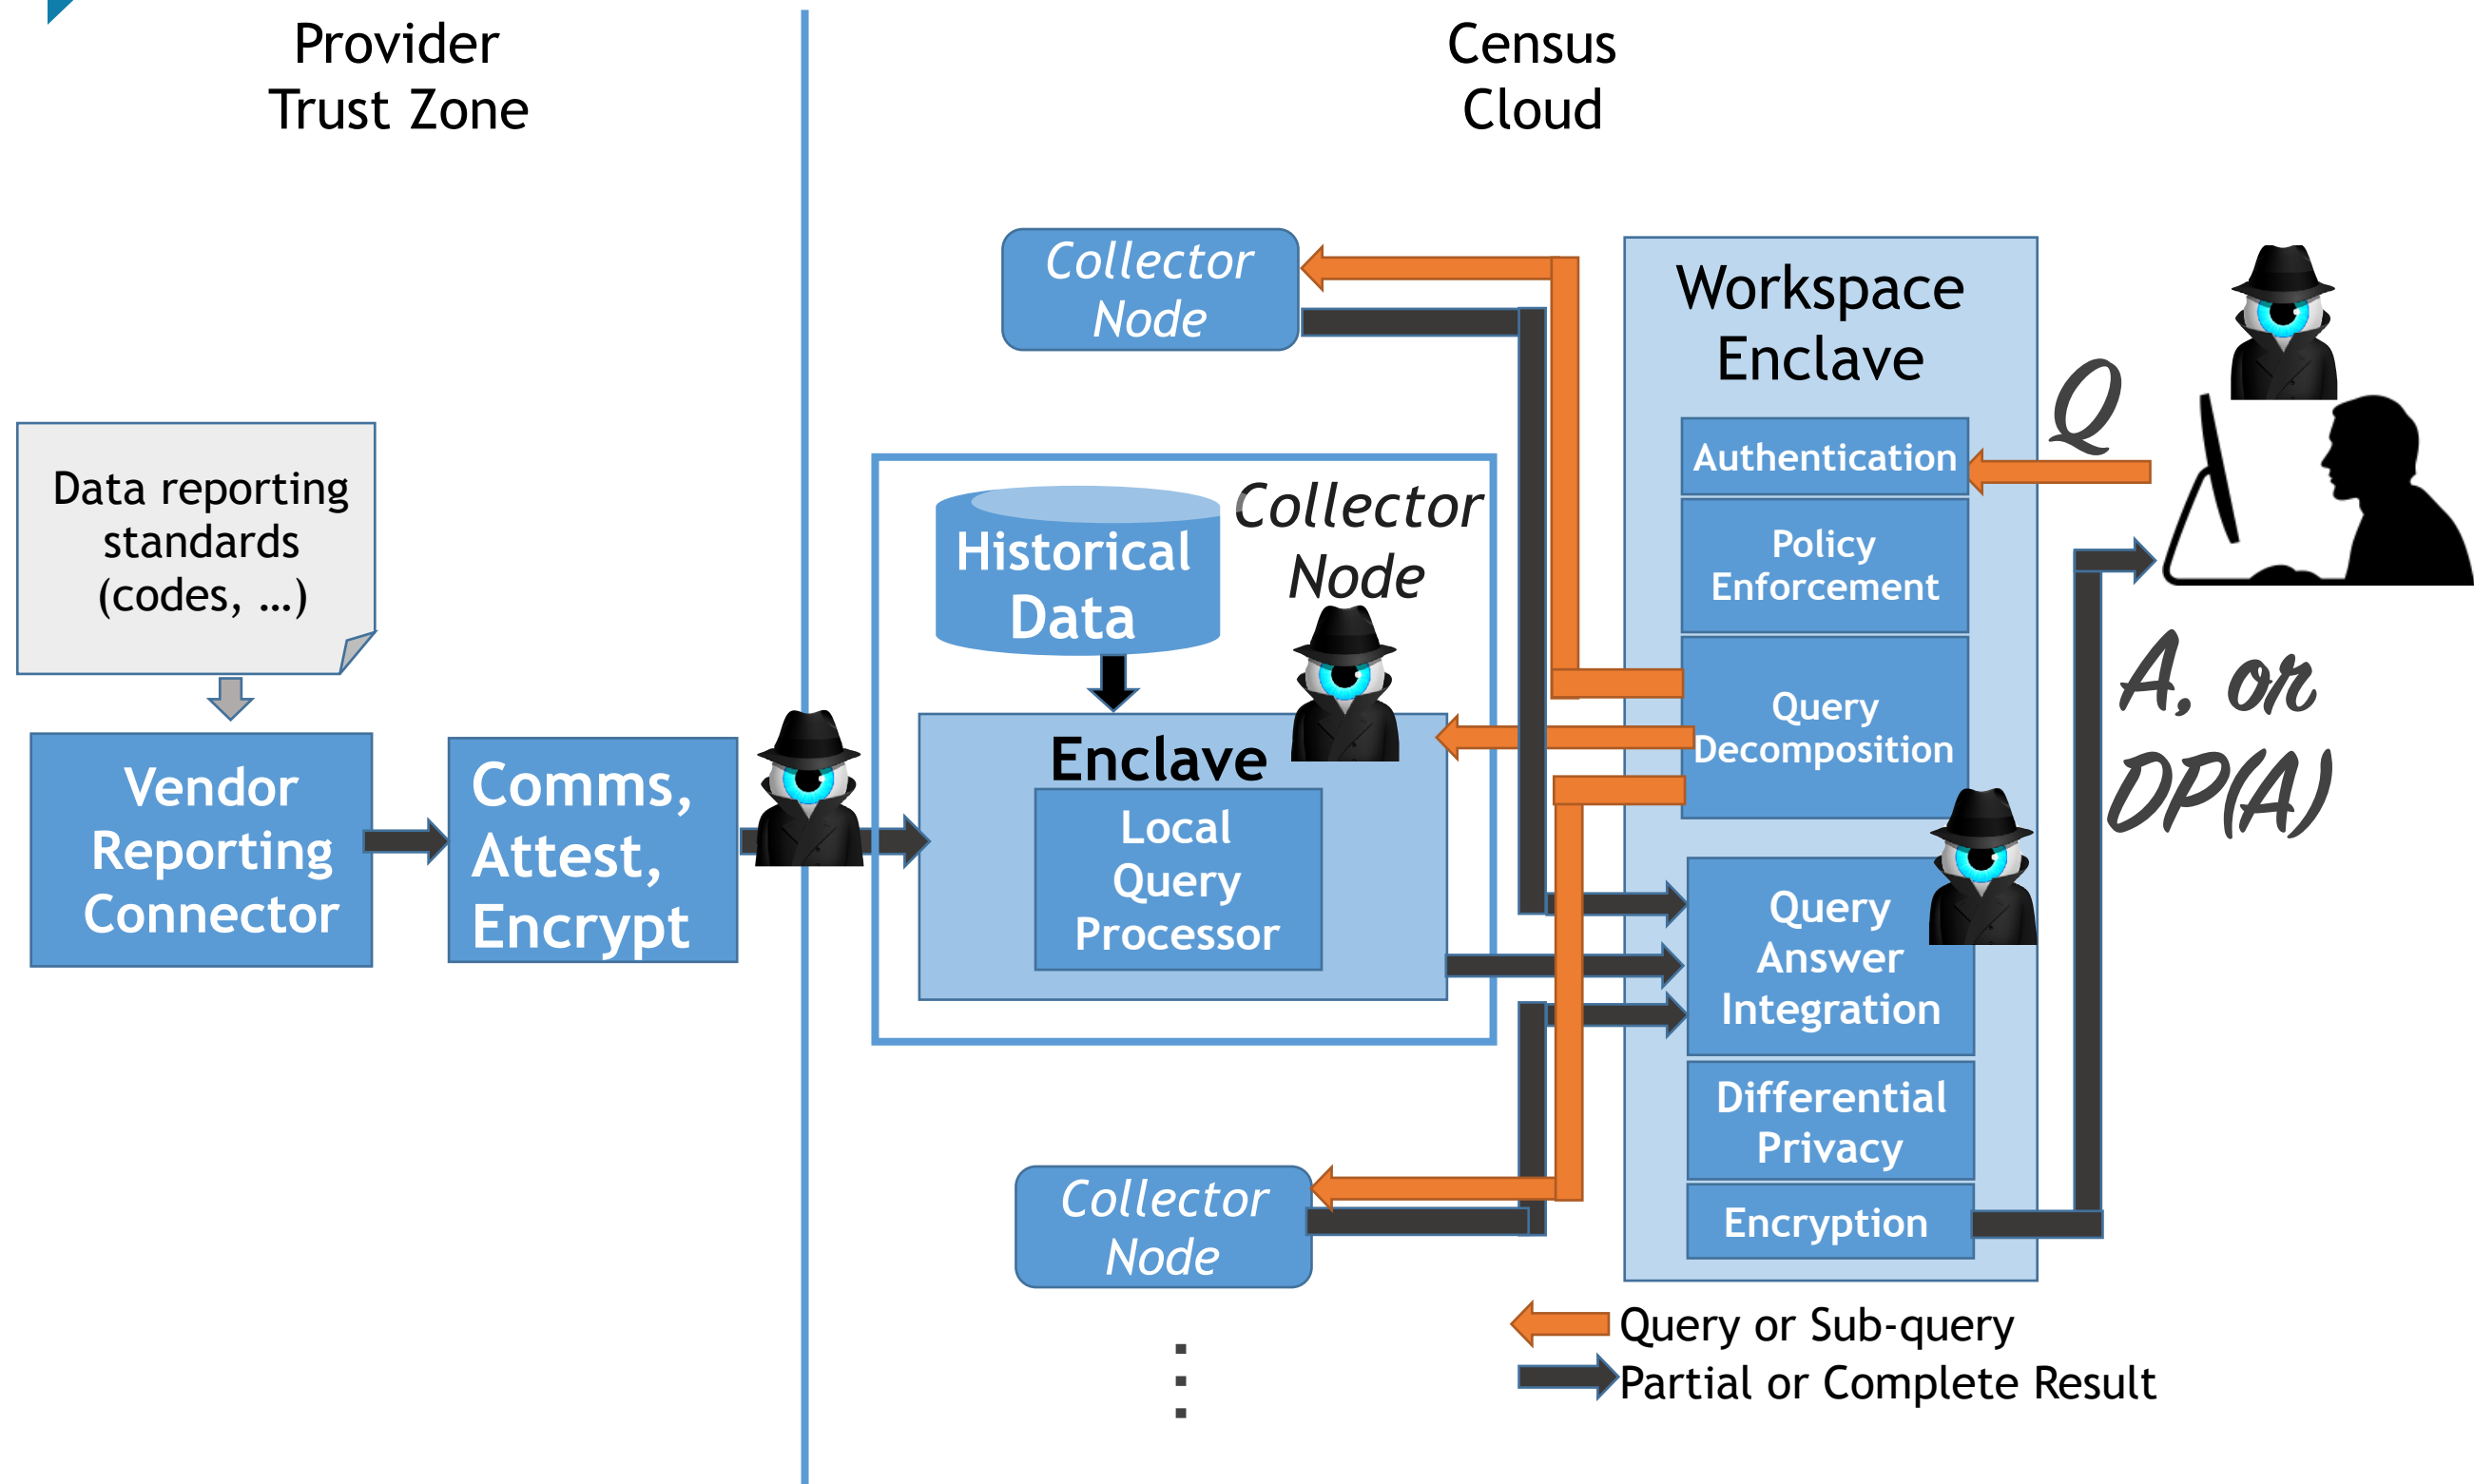 Provider
Trust Zone
Census
Cloud
Data reporting
standards
(codes, …)
Vendor
Reporting
Connector
Comms,
Attest,
Encrypt
Collector
Node
Historical
Data
Collector
Node
Enclave
Local
Query
Processor
Collector
Node
Workspace
Enclave
Authentication
Policy
Enforcement
Query
Decomposition
Query
Answer
Integration
Differential
Privacy
Encryption
Q
A, or
DP(A)
Query or Sub-query
Partial or Complete Result